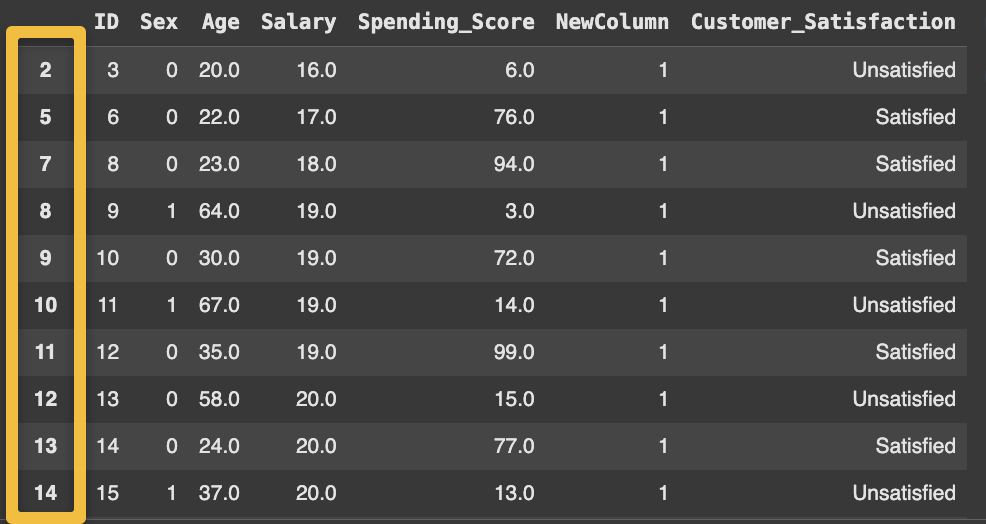 ID Sex Age Salary Spending_Score NewColumn Customer_Satisfaction
2 3 0 20.0 16.0 6.0 1 Unsatisfied
5 6 0 22.0 17.0 76.0 1 Satisfied
7 8 0 23.0 18.0 94.0 1 Satisfied
8 9 1 64.0 19.0 3.0 1 Unsatisfied
9 10 0 30.0 19.0 72.0 1 Satisfied
10 11 1 67.0 19.0 14.0 1 Unsatisfied
11 12 0 35.0 19.0 99.0 1 Satisfied
12 13 0 58.0 20.0 15.0 1 Unsatisfied
13 14 0 24.0 20.0 77.0 1 Satisfied
14 15 1 37.0 20.0 13.0 1 Unsatisfied